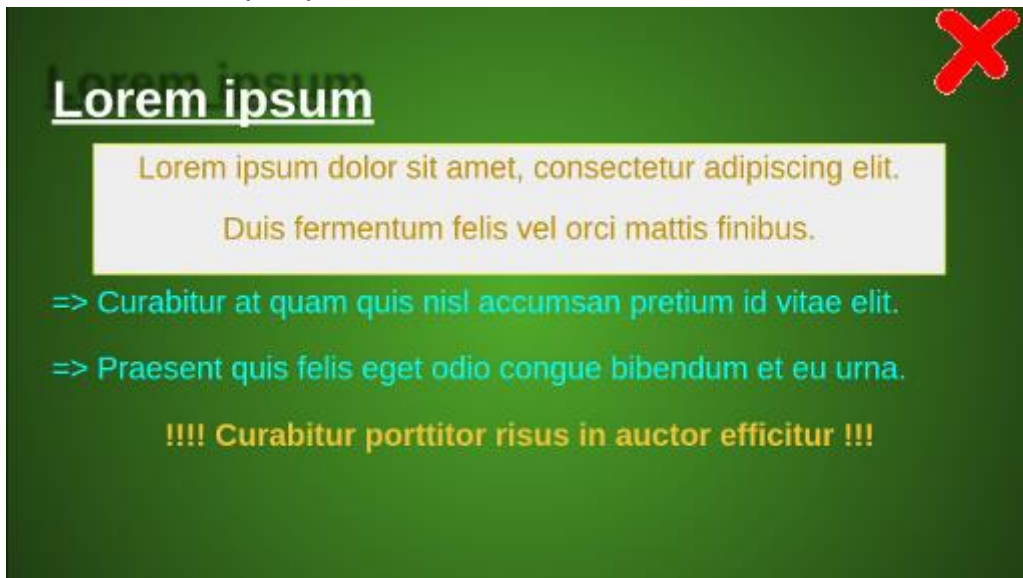 Lorem ipsum
Lorem ipsum dolor sit amet, consectetur adipiscing elit.
Duis fermentum felis vel orci mattis finibus.
=> Curabitur at quam quis nisl accumsan pretium id vitae elit.
=> Praesent quis felis eget odio congue bibendum et eu urna.
!!!! Curabitur porttitor risus in auctor efficitur !!!